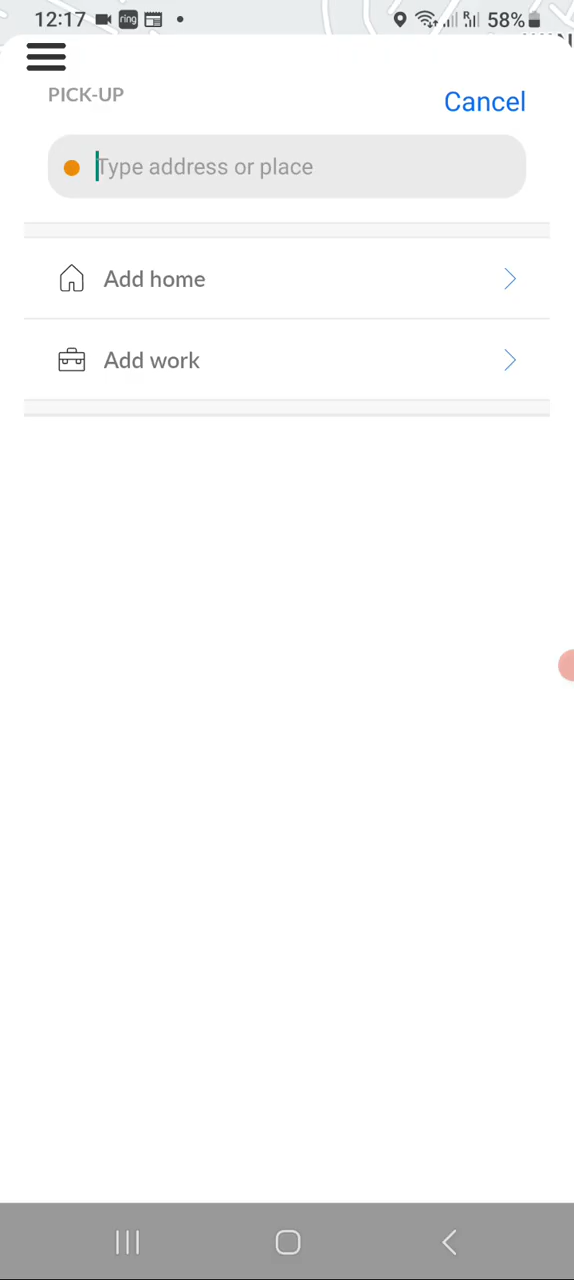 12:17 ring 58%
PICK-UP
Cancel
Type address or place
Add home
Add work